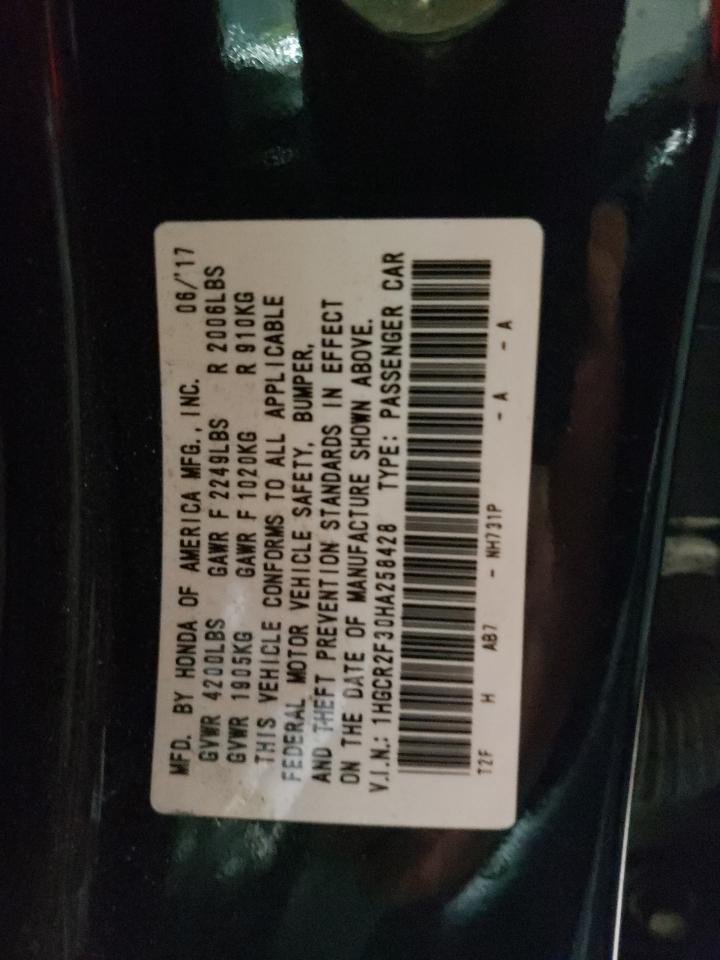 MFD. BY HONDA OF AMERICA MFG., INC. 06/'17
GVWR 4200LBS GAWR F 2249LBS R 2006LBS
GVWR 1905KG GAWR F 1020KG R 910KG
THIS VEHICLE CONFORMS TO ALL APPLICABLE
FEDERAL MOTOR VEHICLE SAFETY, BUMPER,
AND THEFT PREVENTION STANDARDS IN EFFECT
ON THE DATE OF MANUFACTURE SHOWN ABOVE.
V.I.N.: 1HGCR2F30HA258428 TYPE: PASSENGER CAR
T2F H AB7 - NH731P - A - A